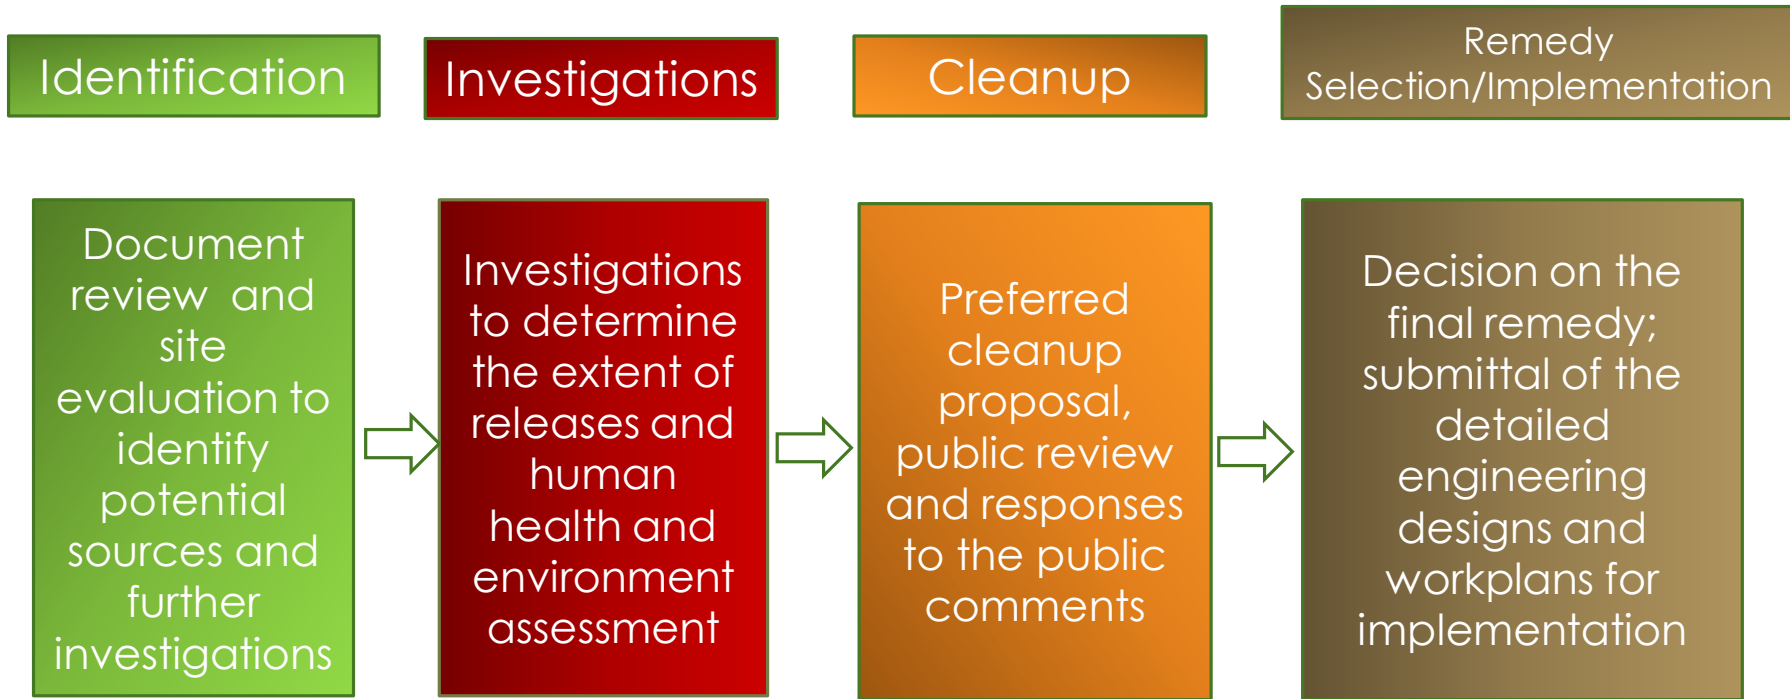 Identification
Investigations
Cleanup
Remedy
Selection/Implementation
Document
review and
site
evaluation to
identify
potential
sources and
further
investigations
Investigations
to determine
the extent of
releases and
human
health and
environment
assessment
Preferred
cleanup
proposal,
public review
and responses
to the public
comments
Decision on the
final remedy;
submittal of the
detailed
engineering
designs and
workplans for
implementation